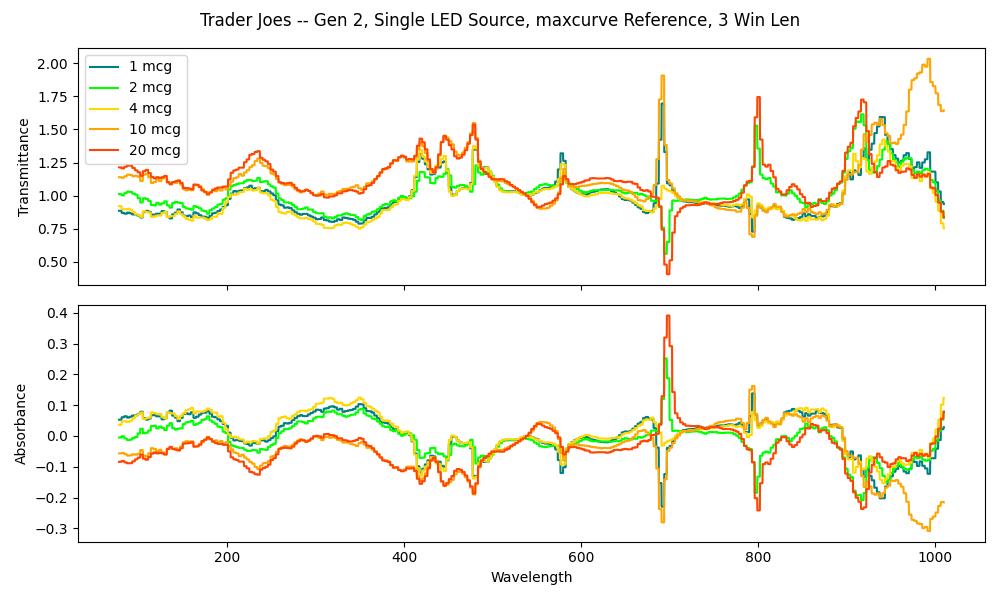 Trader Joes -- Gen 2, Single LED Source, maxcurve Reference, 3 Win Len
2.00
1.75
1.50
1.25
1.00
0.75
0.50
Transmittance
1 mcg
2 mcg
4 mcg
10 mcg
20 mcg
0.4
0.3
0.2
0.1
0.0
−0.1
−0.2
−0.3
Absorbance
200 400 600 800 1000
Wavelength